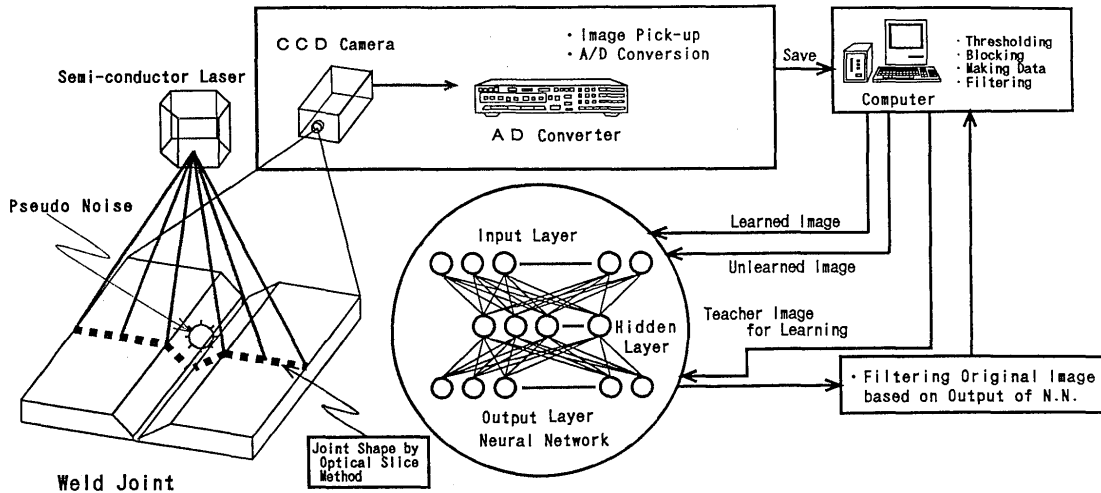 CCD Camera
・Image Pick-up
・A/D Conversion
AD Converter
Save
・Thresholding
・Blocking
・Making Data
・Filtering
Computer
Semi-conductor Laser
Pseudo Noise
Learned Image
Unlearned Image
Teacher Image
for Learning
Input Layer
Hidden
Layer
Output Layer
Neural Network
・Filtering Original Image
based on Output of N.N.
Joint Shape by
Optical Slice
Method
Weld Joint